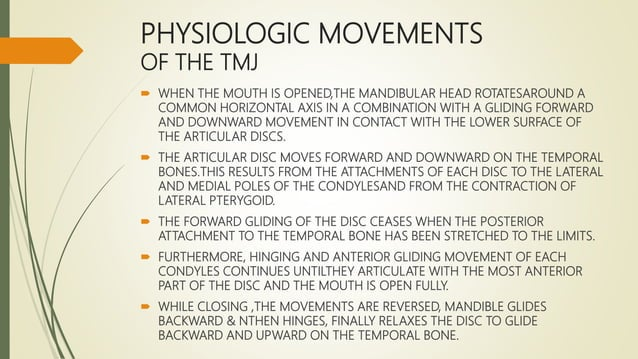 PHYSIOLOGIC MOVEMENTS
OF THE TMJ
WHEN THE MOUTH IS OPENED,THE MANDIBULAR HEAD ROTATESAROUND A
COMMON HORIZONTAL AXIS IN A COMBINATION WITH A GLIDING FORWARD
AND DOWNWARD MOVEMENT IN CONTACT WITH THE LOWER SURFACE OF
THE ARTICULAR DISCS.
THE ARTICULAR DISC MOVES FORWARD AND DOWNWARD ON THE TEMPORAL
BONES.THIS RESULTS FROM THE ATTACHMENTS OF EACH DISC TO THE LATERAL
AND MEDIAL POLES OF THE CONDYLESAND FROM THE CONTRACTION OF
LATERAL PTERYGOID.
THE FORWARD GLIDING OF THE DISC CEASES WHEN THE POSTERIOR
ATTACHMENT TO THE TEMPORAL BONE HAS BEEN STRETCHED TO THE LIMITS.
FURTHERMORE, HINGING AND ANTERIOR GLIDING MOVEMENT OF EACH
CONDYLES CONTINUES UNTILTHEY ARTICULATE WITH THE MOST ANTERIOR
PART OF THE DISC AND THE MOUTH IS OPEN FULLY.
WHILE CLOSING ,THE MOVEMENTS ARE REVERSED, MANDIBLE GLIDES
BACKWARD & NTHEN HINGES, FINALLY RELAXES THE DISC TO GLIDE
BACKWARD AND UPWARD ON THE TEMPORAL BONE.